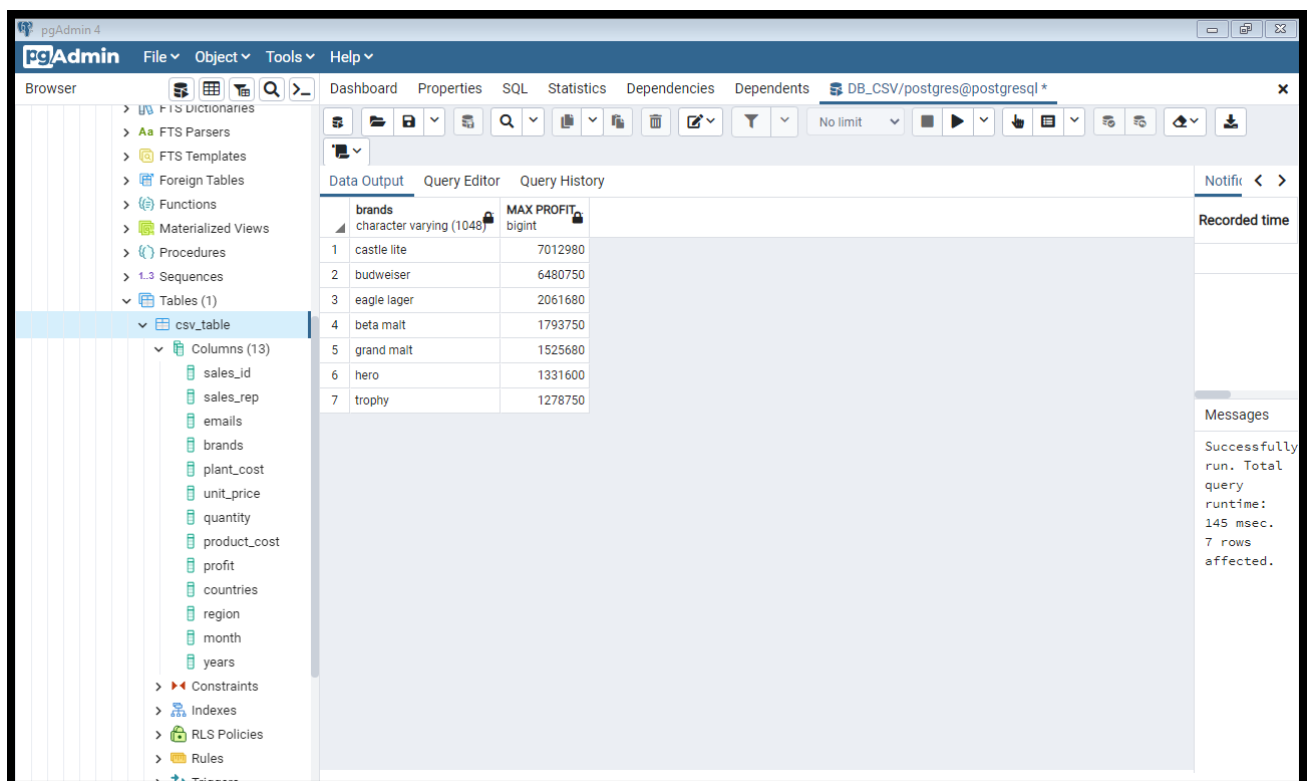 pgAdmin 4
pgAdmin File Object Tools Help
Browser
Dashboard Properties SQL Statistics Dependencies Dependents DB_CSV/postgres@postgresql *
No limit
FTS Dictionaries
Aa FTS Parsers
FTS Templates
Foreign Tables
Functions
Materialized Views
Procedures
1..3 Sequences
Tables (1)
csv_table
Columns (13)
sales_id
sales_rep
emails
brands
plant_cost
unit_price
quantity
product_cost
profit
countries
region
month
years
Constraints
Indexes
RLS Policies
Rules
Triggers
Data Output Query Editor Query History
brands MAX PROFIT
character varying (1048) bigint
1 castle lite 7012980
2 budweiser 6480750
3 eagle lager 2061680
4 beta malt 1793750
5 grand malt 1525680
6 hero 1331600
7 trophy 1278750
Recorded time
Messages
Successfully
run. Total
query
runtime:
145 msec.
7 rows
affected.